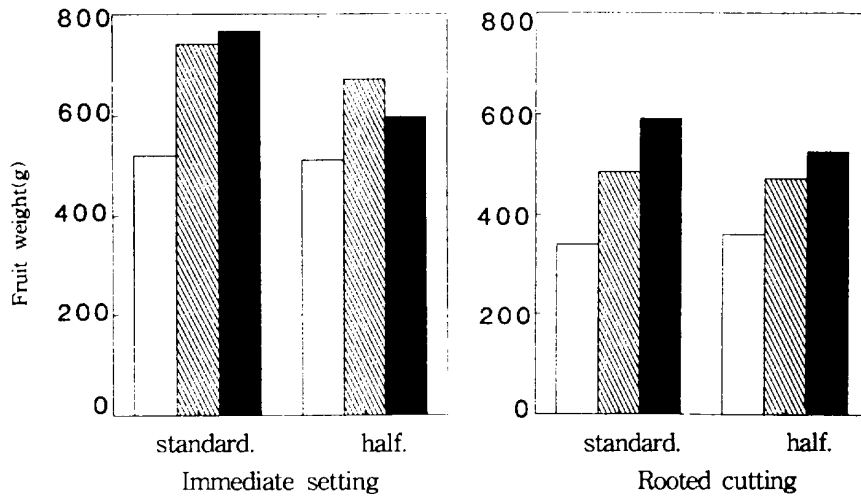 Fruit weight(g)
800
600
400
200
0
standard.
half.
Immediate setting
800
600
400
200
0
standard.
half.
Rooted cutting